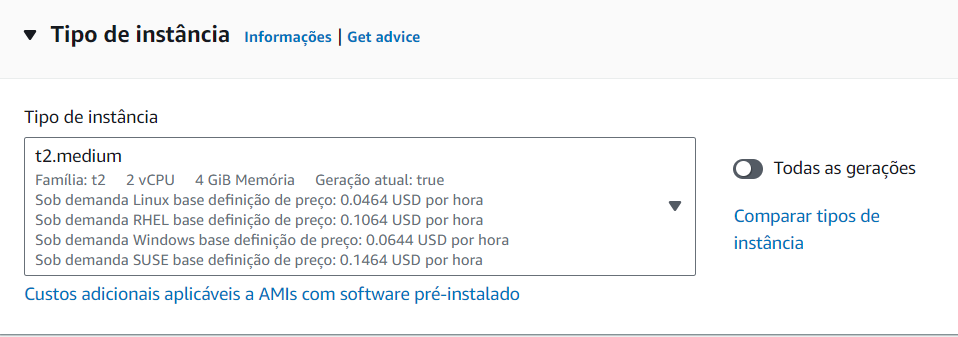 Tipo de instância Informações | Get advice
Tipo de instância
t2.medium
Família: t2 2 vCPU 4 GiB Memória Geração atual: true
Sob demanda Linux base definição de preço: 0.0464 USD por hora
Sob demanda RHEL base definição de preço: 0.1064 USD por hora
Sob demanda Windows base definição de preço: 0.0644 USD por hora
Sob demanda SUSE base definição de preço: 0.1464 USD por hora
Todas as gerações
Comparar tipos de
instância
Custos adicionais aplicáveis a AMIs com software pré-instalado